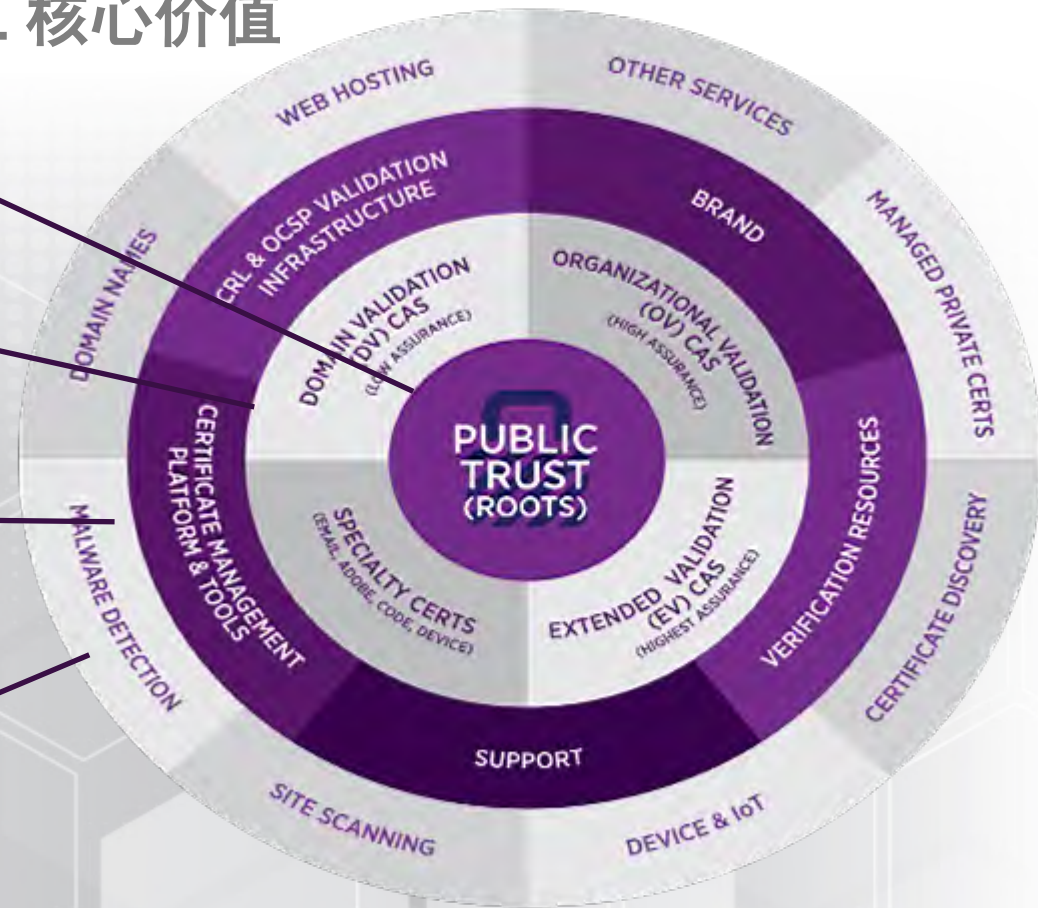 核心价值
WEB HOSTING
OTHER SERVICES
MANAGED PRIVATE CERTS
CERTIFICATE DISCOVERY
DEVICE & IoT
SITE SCANNING
MALWARE DETECTION
DOMAIN NAMES
CRL & OCSP VALIDATION
INFRASTRUCTURE
BRAND
VERIFICATION RESOURCES
SUPPORT
CERTIFICATE MANAGEMENT
PLATFORM & TOOLS
DOMAIN VALIDATION
(DV) CAS
(LOW ASSURANCE)
ORGANIZATIONAL VALIDATION
(OV) CAS
(HIGH ASSURANCE)
EXTENDED VALIDATION
(EV) CAS
(HIGHEST ASSURANCE)
SPECIALTY CERTS
(EMAIL, ADOBE, CODE, DEVICE)
PUBLIC
TRUST
(ROOTS)